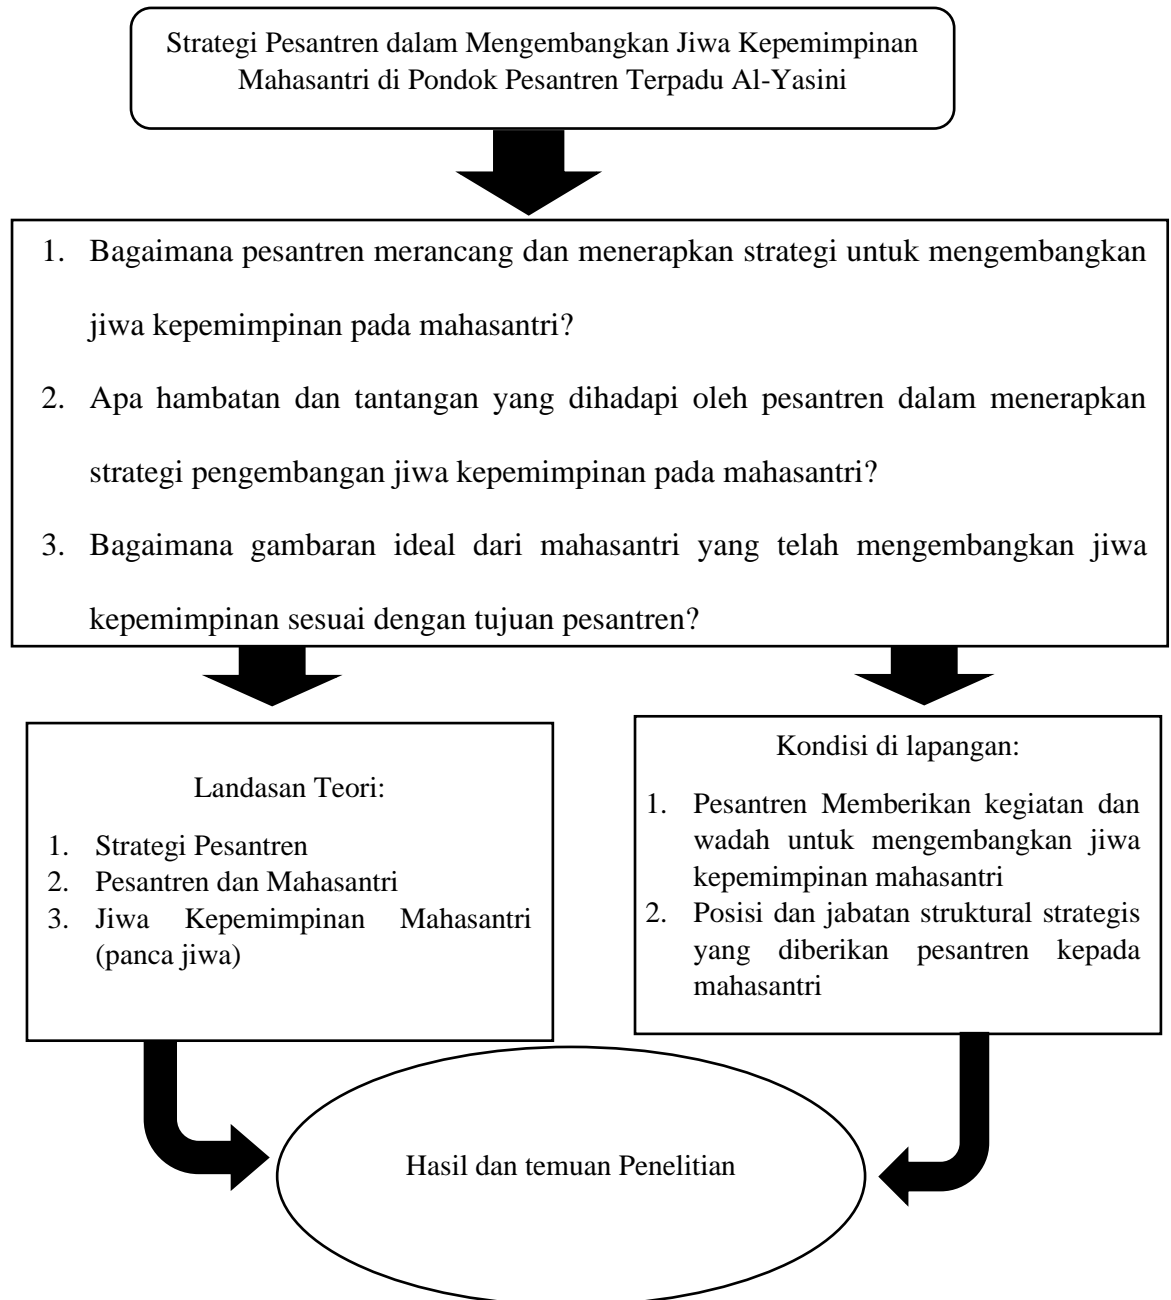 Strategi Pesantren dalam Mengembangkan Jiwa Kepemimpinan
Mahasantri di Pondok Pesantren Terpadu Al-Yasini
1. Bagaimana pesantren merancang dan menerapkan strategi untuk mengembangkan
jiwa kepemimpinan pada mahasantri?
2. Apa hambatan dan tantangan yang dihadapi oleh pesantren dalam menerapkan
strategi pengembangan jiwa kepemimpinan pada mahasantri?
3. Bagaimana gambaran ideal dari mahasantri yang telah mengembangkan jiwa
kepemimpinan sesuai dengan tujuan pesantren?
Landasan Teori:
1. Strategi Pesantren
2. Pesantren dan Mahasantri
3. Jiwa Kepemimpinan Mahasantri
(panca jiwa)
Kondisi di lapangan:
1. Pesantren Memberikan kegiatan dan
wadah untuk mengembangkan jiwa
kepemimpinan mahasantri
2. Posisi dan jabatan struktural strategis
yang diberikan pesantren kepada
mahasantri
Hasil dan temuan Penelitian